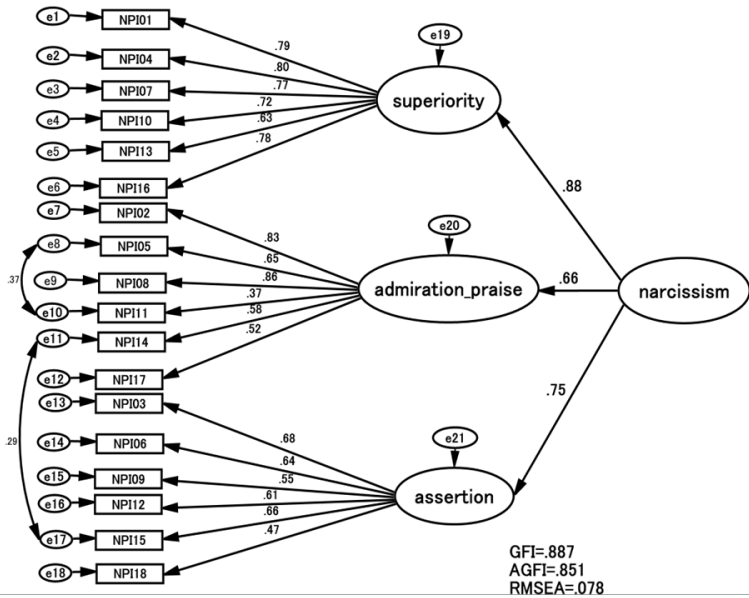 e1 NPI01
e2 NPI04
e3 NPI07
e4 NPI10
e5 NPI13
e6 NPI16
e7 NPI02
e8 NPI05
e9 NPI08
e10 NPI11
e11 NPI14
e12 NPI17
e13 NPI03
e14 NPI06
e15 NPI09
e16 NPI12
e17 NPI15
e18 NPI18
.37
.29
.79
.80
.77
.72
.63
.78
.83
.65
.86
.37
.58
.52
.68
.64
.55
.61
.66
.47
e19
superiority
e20
admiration_praise
e21
assertion
.88
.66
.75
narcissism
GFI=.887
AGFI=.851
RMSEA=.078